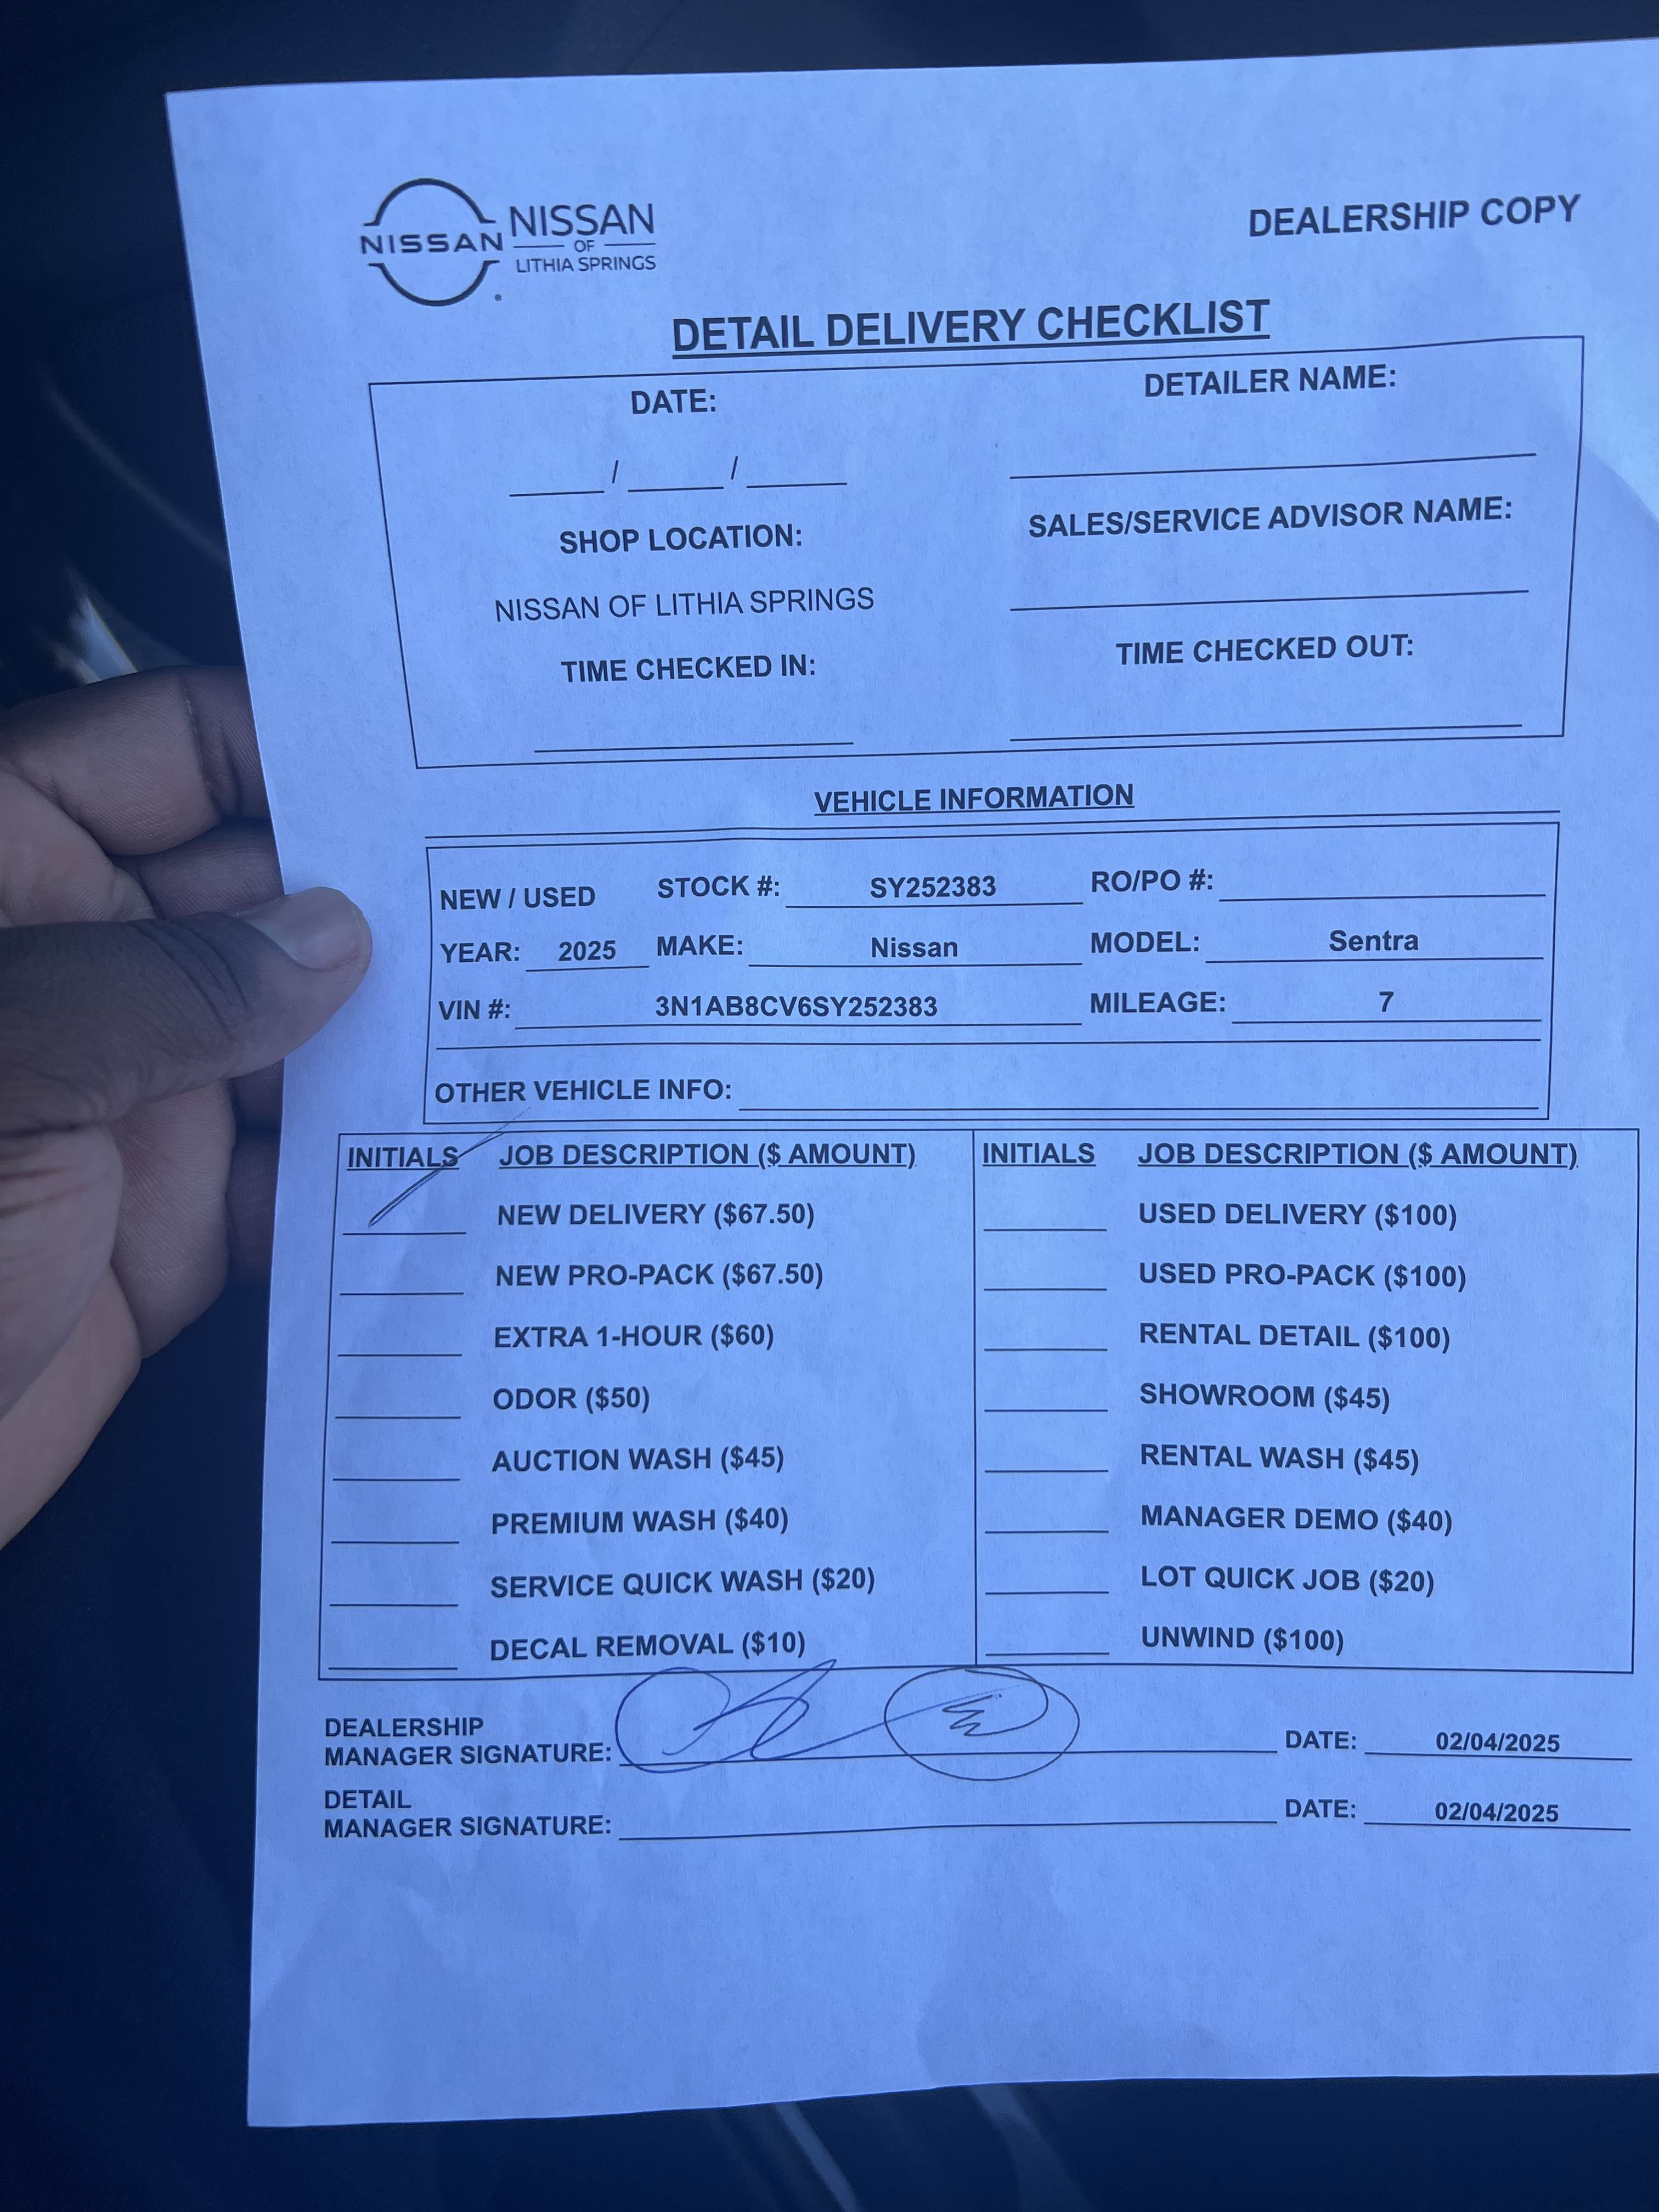 NISSAN NISSAN
OF
LITHIA SPRINGS
DEALERSHIP COPY
DETAIL DELIVERY CHECKLIST
DATE: DETAILER NAME:
____ / ____ / ____ ____
SHOP LOCATION: SALES/SERVICE ADVISOR NAME:
NISSAN OF LITHIA SPRINGS
TIME CHECKED IN: TIME CHECKED OUT:
VEHICLE INFORMATION
NEW / USED STOCK #: SY252383 RO/PO #:
YEAR: 2025 MAKE: Nissan MODEL: Sentra
VIN #: 3N1AB8CV6SY252383 MILEAGE: 7
OTHER VEHICLE INFO:
INITIALS JOB DESCRIPTION ($ AMOUNT) INITIALS JOB DESCRIPTION ($ AMOUNT)
NEW DELIVERY ($67.50) USED DELIVERY ($100)
NEW PRO-PACK ($67.50) USED PRO-PACK ($100)
EXTRA 1-HOUR ($60) RENTAL DETAIL ($100)
ODOR ($50) SHOWROOM ($45)
AUCTION WASH ($45) RENTAL WASH ($45)
PREMIUM WASH ($40) MANAGER DEMO ($40)
SERVICE QUICK WASH ($20) LOT QUICK JOB ($20)
DECAL REMOVAL ($10) UNWIND ($100)
DEALERSHIP
MANAGER SIGNATURE: DATE: 02/04/2025
DETAIL
MANAGER SIGNATURE: DATE: 02/04/2025